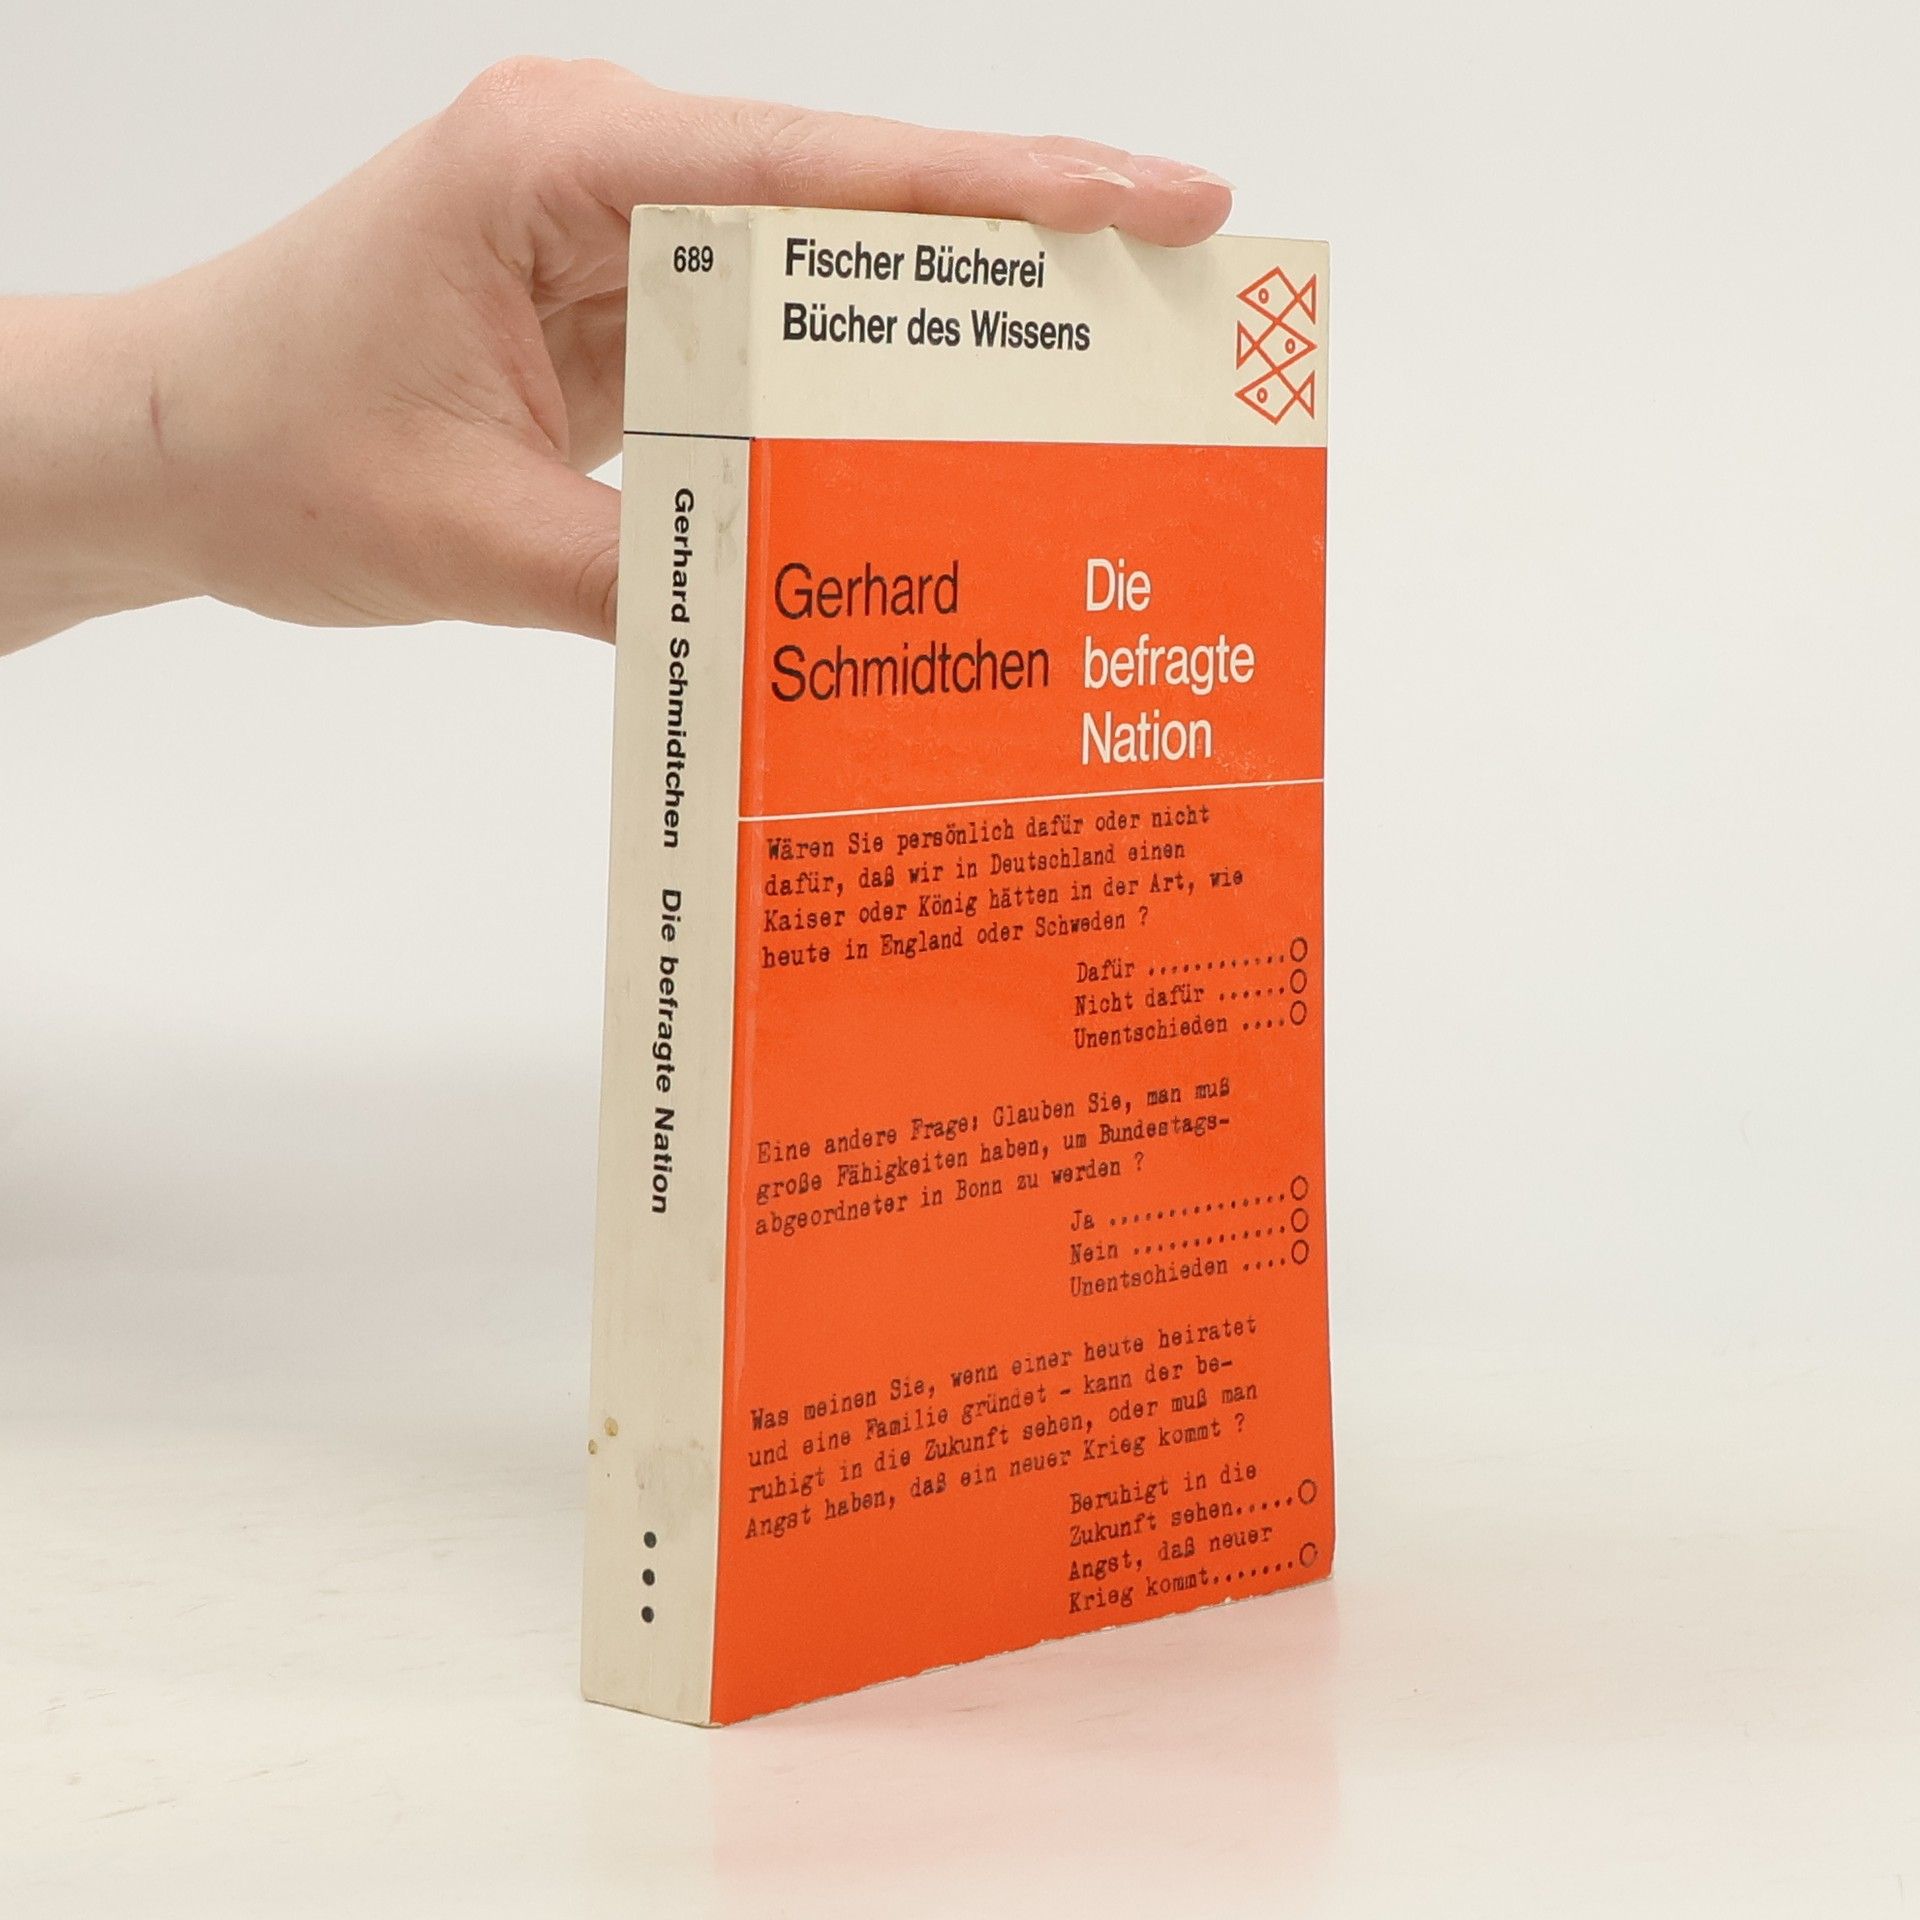 689
Gerhard Schmidtchen Die befragte Nation
Fischer Bücherei
Bücher des Wissens
Gerhard
Schmidtchen
Die
befragte
Nation
Wären Sie persönlich dafür oder nicht
dafür, daß wir in Deutschland einen
Kaiser oder König hätten in der Art, wie
heute in England oder Schweden ?
Dafür ............O
Nicht dafür ......O
Unentschieden ....O
Eine andere Frage: Glauben Sie, man muß
große Fähigkeiten haben, um Bundestags-
abgeordneter in Bonn zu werden ?
Ja ...............O
Nein .............O
Unentschieden ....O
Was meinen Sie, wenn einer heute heiratet
und eine Familie gründet - kann der be-
ruhigt in die Zukunft sehen, oder muß man
Angst haben, daß ein neuer Krieg kommt ?
Beruhigt in die
Zukunft sehen.....O
Angst, daß neuer
Krieg kommt.......O